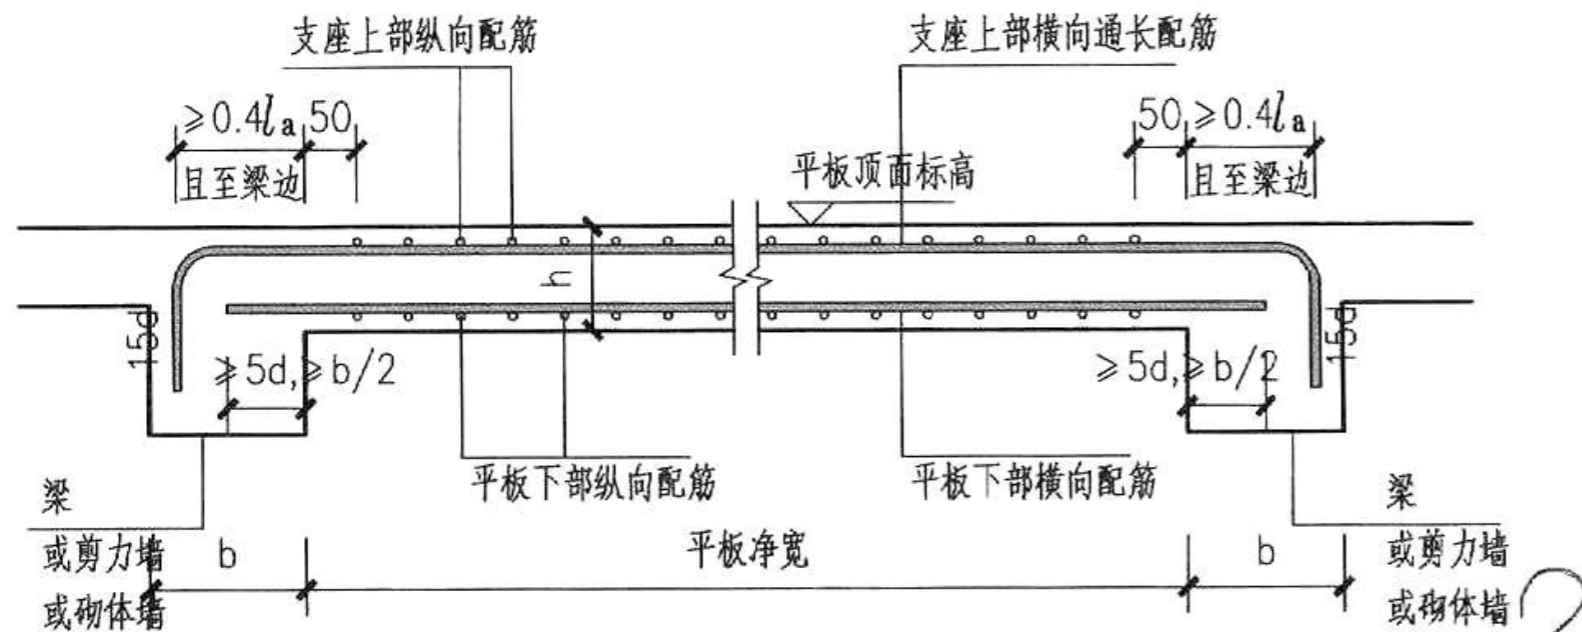 支座上部纵向配筋
支座上部横向通长配筋
≥0.4la 50
50 ≥0.4la
且至梁边
平板顶面标高
且至梁边
h
15d
15d
≥5d,≥b/2
≥5d,≥b/2
平板下部纵向配筋
平板下部横向配筋
梁
或剪力墙
或砌体墙
b
平板净宽
b
梁
或剪力墙
或砌体墙